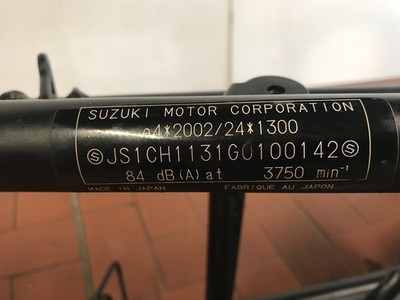 SUZUKI MOTOR CORPORATION
e4*2002/24*1300
JS1CH1131G0100142
84 dB(A) at 3750 min⁻¹
MADE IN JAPAN FABRIQUE AU JAPON